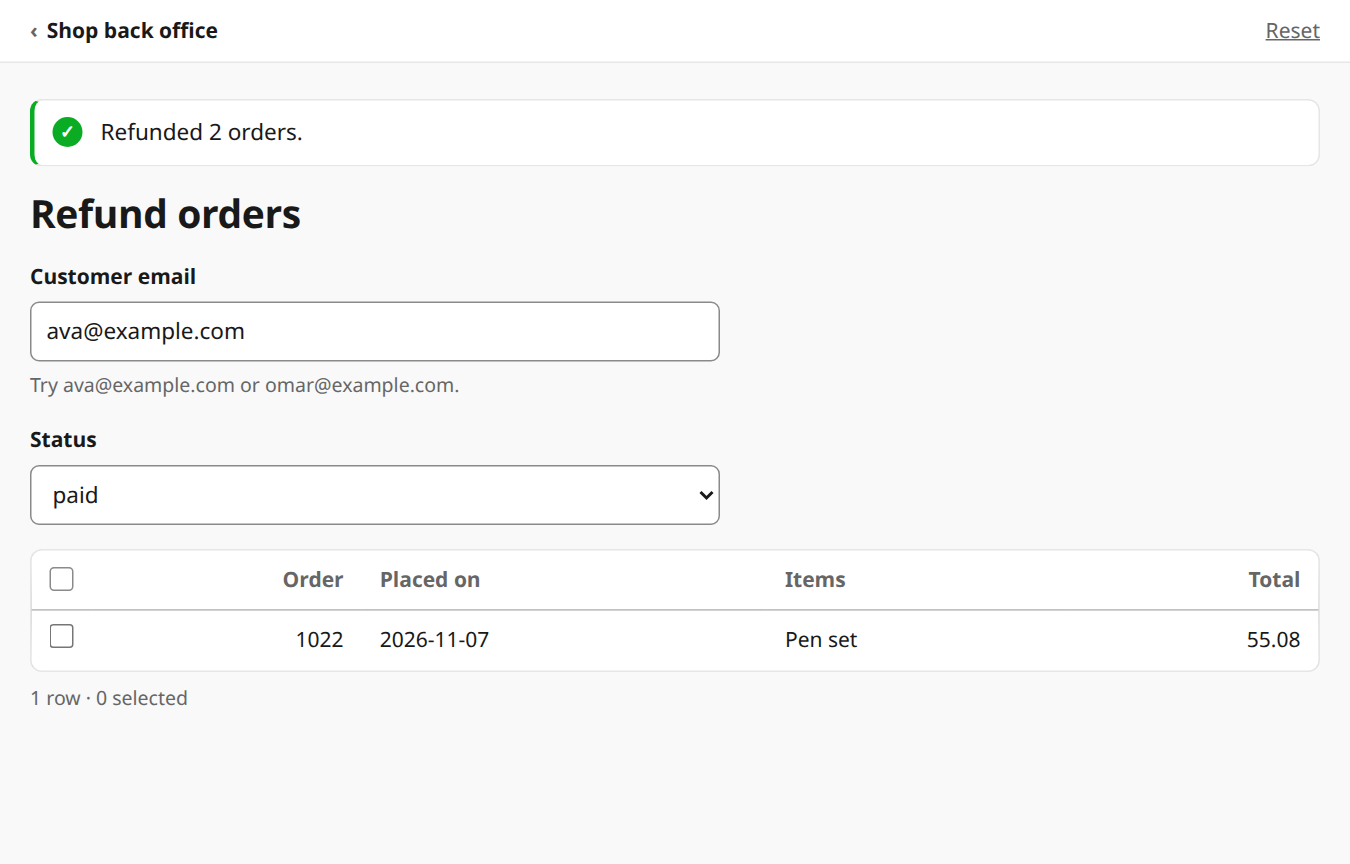 ‹ Shop back office Reset
✓ Refunded 2 orders.
Refund orders
Customer email
ava@example.com
Try ava@example.com or omar@example.com.
Status
paid
Order Placed on Items Total
1022 2026-11-07 Pen set 55.08
1 row · 0 selected